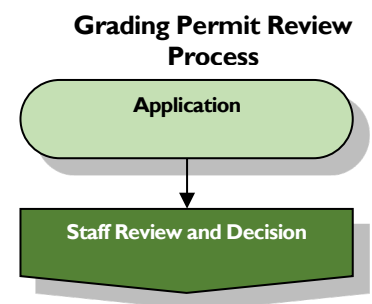 Grading Permit Review
Process
Application
Staff Review and Decision